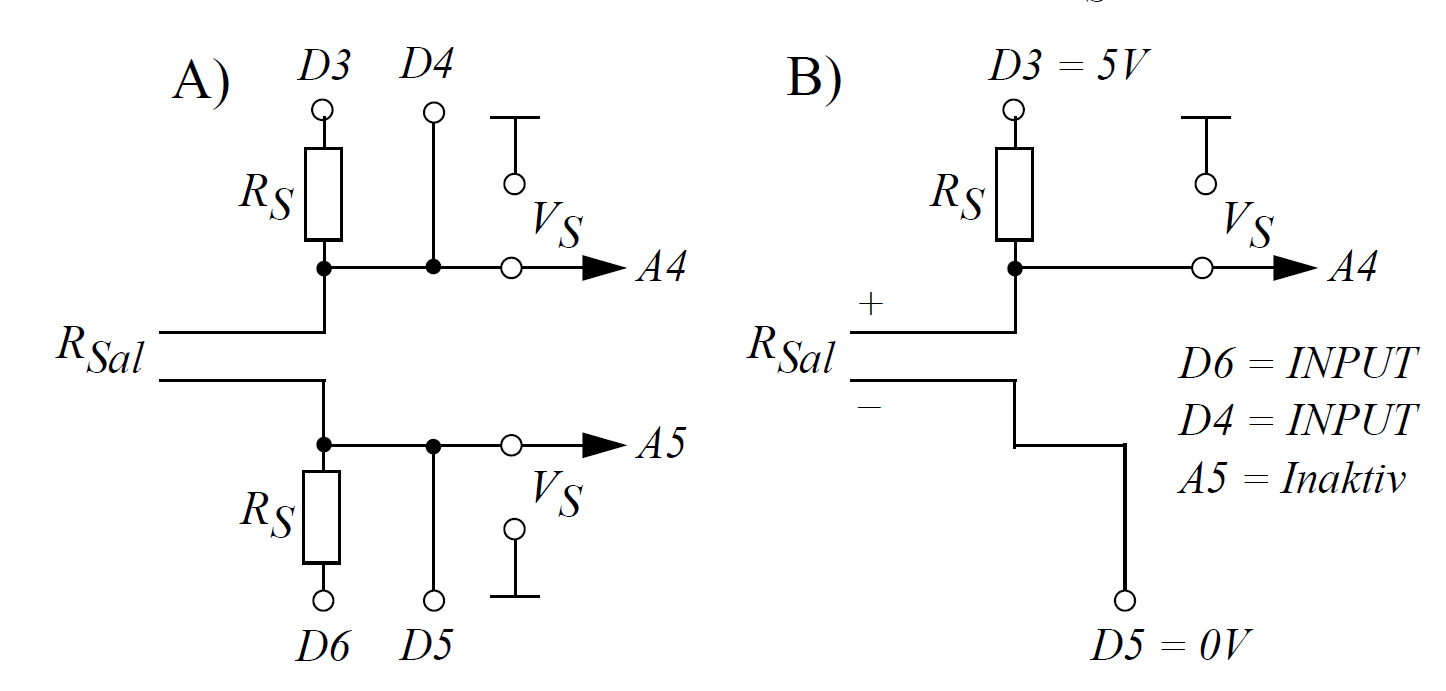 A)
D3
D4
R_S
V_S
A4
R_Sal
A5
R_S
V_S
D6
D5
B)
D3 = 5V
R_S
V_S
A4
+
R_Sal
−
D6 = INPUT
D4 = INPUT
A5 = Inaktiv
D5 = 0V